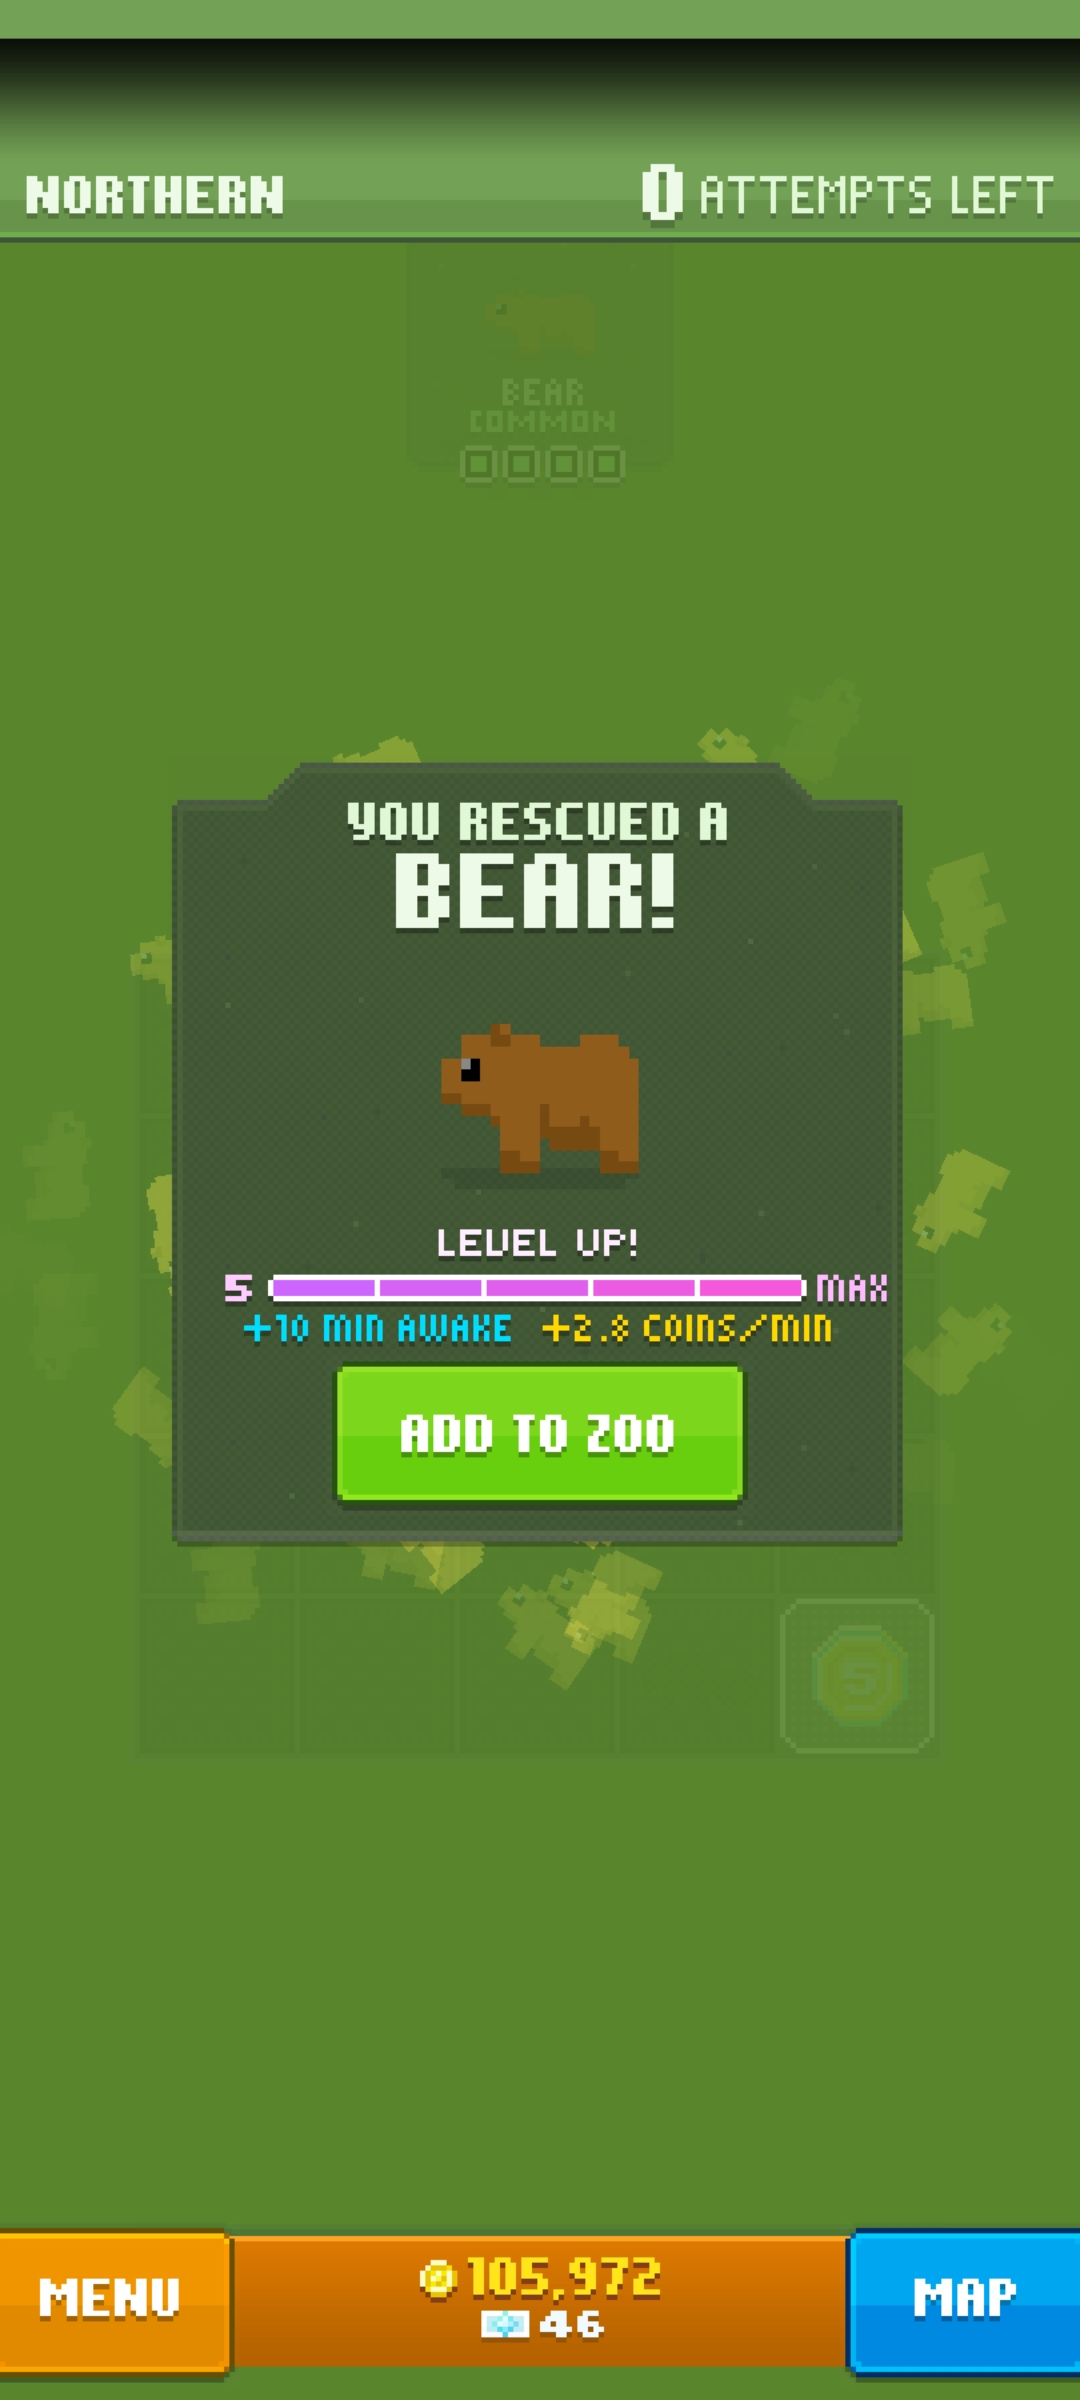 NORTHERN
0 ATTEMPTS LEFT
BEAR
COMMON
YOU RESCUED A
BEAR!
LEVEL UP!
5 MAX
+10 MIN AWAKE +2.8 COINS/MIN
ADD TO ZOO
5
MENU
105,972
46
MAP